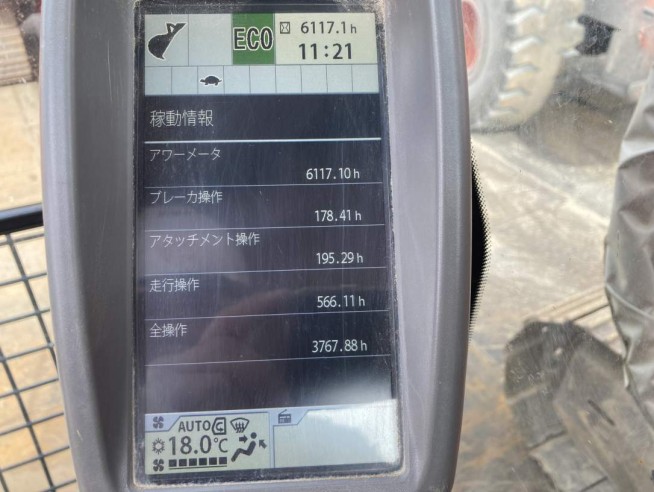 ECO
6117.1h
11:21
稼動情報
アワーメータ
6117.10h
ブレーカ操作
178.41h
アタッチメント操作
195.29h
走行操作
566.11h
全操作
3767.88h
AUTO C
18.0℃